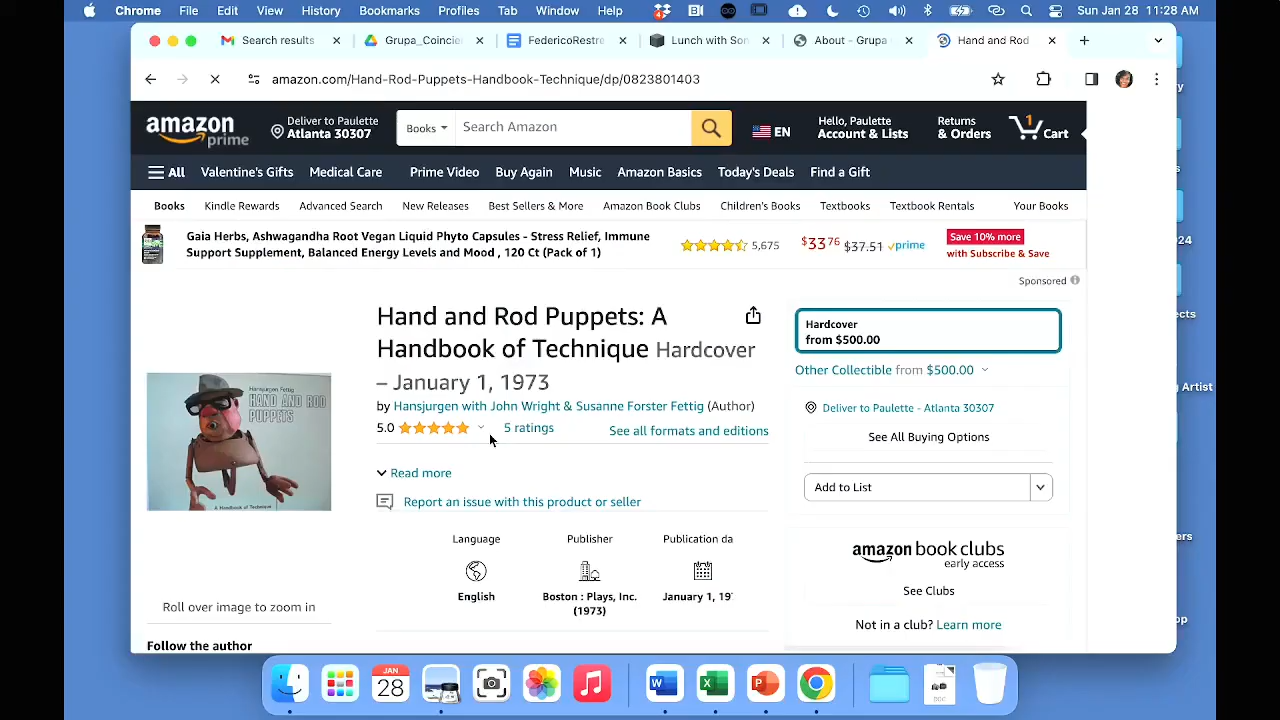 Chrome File Edit View History Bookmarks Profiles Tab Window Help Sun Jan 28 11:28 AM
Search results Grupa_Coincie FedericoRestre Lunch with Son About - Grupa Hand and Rod
amazon.com/Hand-Rod-Puppets-Handbook-Technique/dp/0823801403
amazon prime
Deliver to Paulette
Atlanta 30307
Books
Search Amazon
EN
Hello, Paulette
Account & Lists
Returns
& Orders
1
Cart
All Valentine's Gifts Medical Care Prime Video Buy Again Music Amazon Basics Today's Deals Find a Gift
Books Kindle Rewards Advanced Search New Releases Best Sellers & More Amazon Book Clubs Children's Books Textbooks Textbook Rentals Your Books
Gaia Herbs, Ashwagandha Root Vegan Liquid Phyto Capsules - Stress Relief, Immune
Support Supplement, Balanced Energy Levels and Mood , 120 Ct (Pack of 1)
5,675
$33 76 $37.51 prime
Save 10% more
with Subscribe & Save
Sponsored
Hand and Rod Puppets: A
Handbook of Technique Hardcover
– January 1, 1973
by Hansjurgen with John Wright & Susanne Forster Fettig (Author)
5.0 5 ratings See all formats and editions
Read more
Report an issue with this product or seller
Language Publisher Publication da
English Boston : Plays, Inc. January 1, 19
(1973)
Hansjürgen Fettig
HAND AND ROD
PUPPETS
A Handbook of Technique
Roll over image to zoom in
Follow the author
Hardcover
from $500.00
Other Collectible from $500.00
Deliver to Paulette - Atlanta 30307
See All Buying Options
Add to List
amazon book clubs
early access
See Clubs
Not in a club? Learn more
y
s
24
ects
g Artist
ers
op
JAN
28
DOC